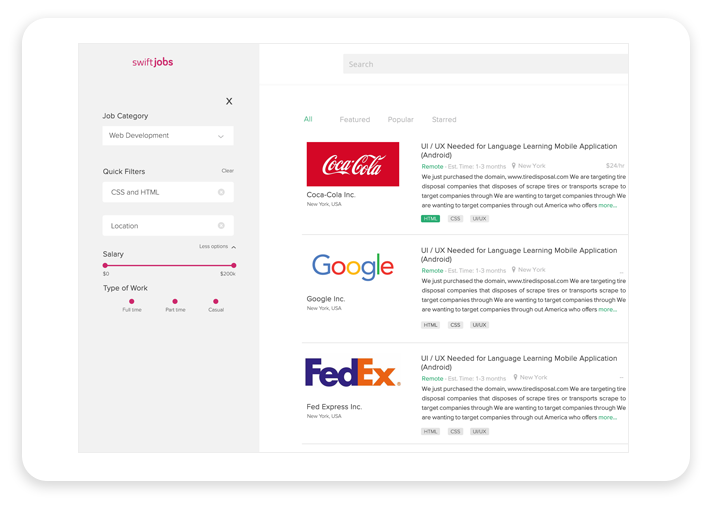 swiftjobs
X
Job Category
Web Development
Quick Filters
Clear
CSS and HTML
Location
Less options
Salary
$0
$200k
Type of Work
Full time
Part time
Casual
Search
All
Featured
Popular
Starred
Coca-Cola
Coca-Cola Inc.
New York, USA
UI / UX Needed for Language Learning Mobile Application
(Android)
Remote - Est. Time: 1-3 months
New York
$24/hr
We just purchased the domain, www.tiredisposal.com We are targeting tire
disposal companies that disposes of scrape tires or transports scrape to
target companies through We are wanting to target companies through We
are wanting to target companies through out America who offers more...
HTML
CSS
UI/UX
Google
Google Inc.
New York, USA
UI / UX Needed for Language Learning Mobile Application
(Android)
Remote - Est. Time: 1-3 months
New York
...
We just purchased the domain, www.tiredisposal.com We are targeting tire
disposal companies that disposes of scrape tires or transports scrape to
target companies through We are wanting to target companies through We
are wanting to target companies through out America who offers more...
HTML
CSS
UI/UX
FedEx®
Fed Express Inc.
New York, USA
UI / UX Needed for Language Learning Mobile Application
(Android)
Remote - Est. Time: 1-3 months
New York
...
We just purchased the domain, www.tiredisposal.com We are targeting tire
disposal companies that disposes of scrape tires or transports scrape to
target companies through We are wanting to target companies through We
are wanting to target companies through out America who offers more...
HTML
CSS
UI/UX